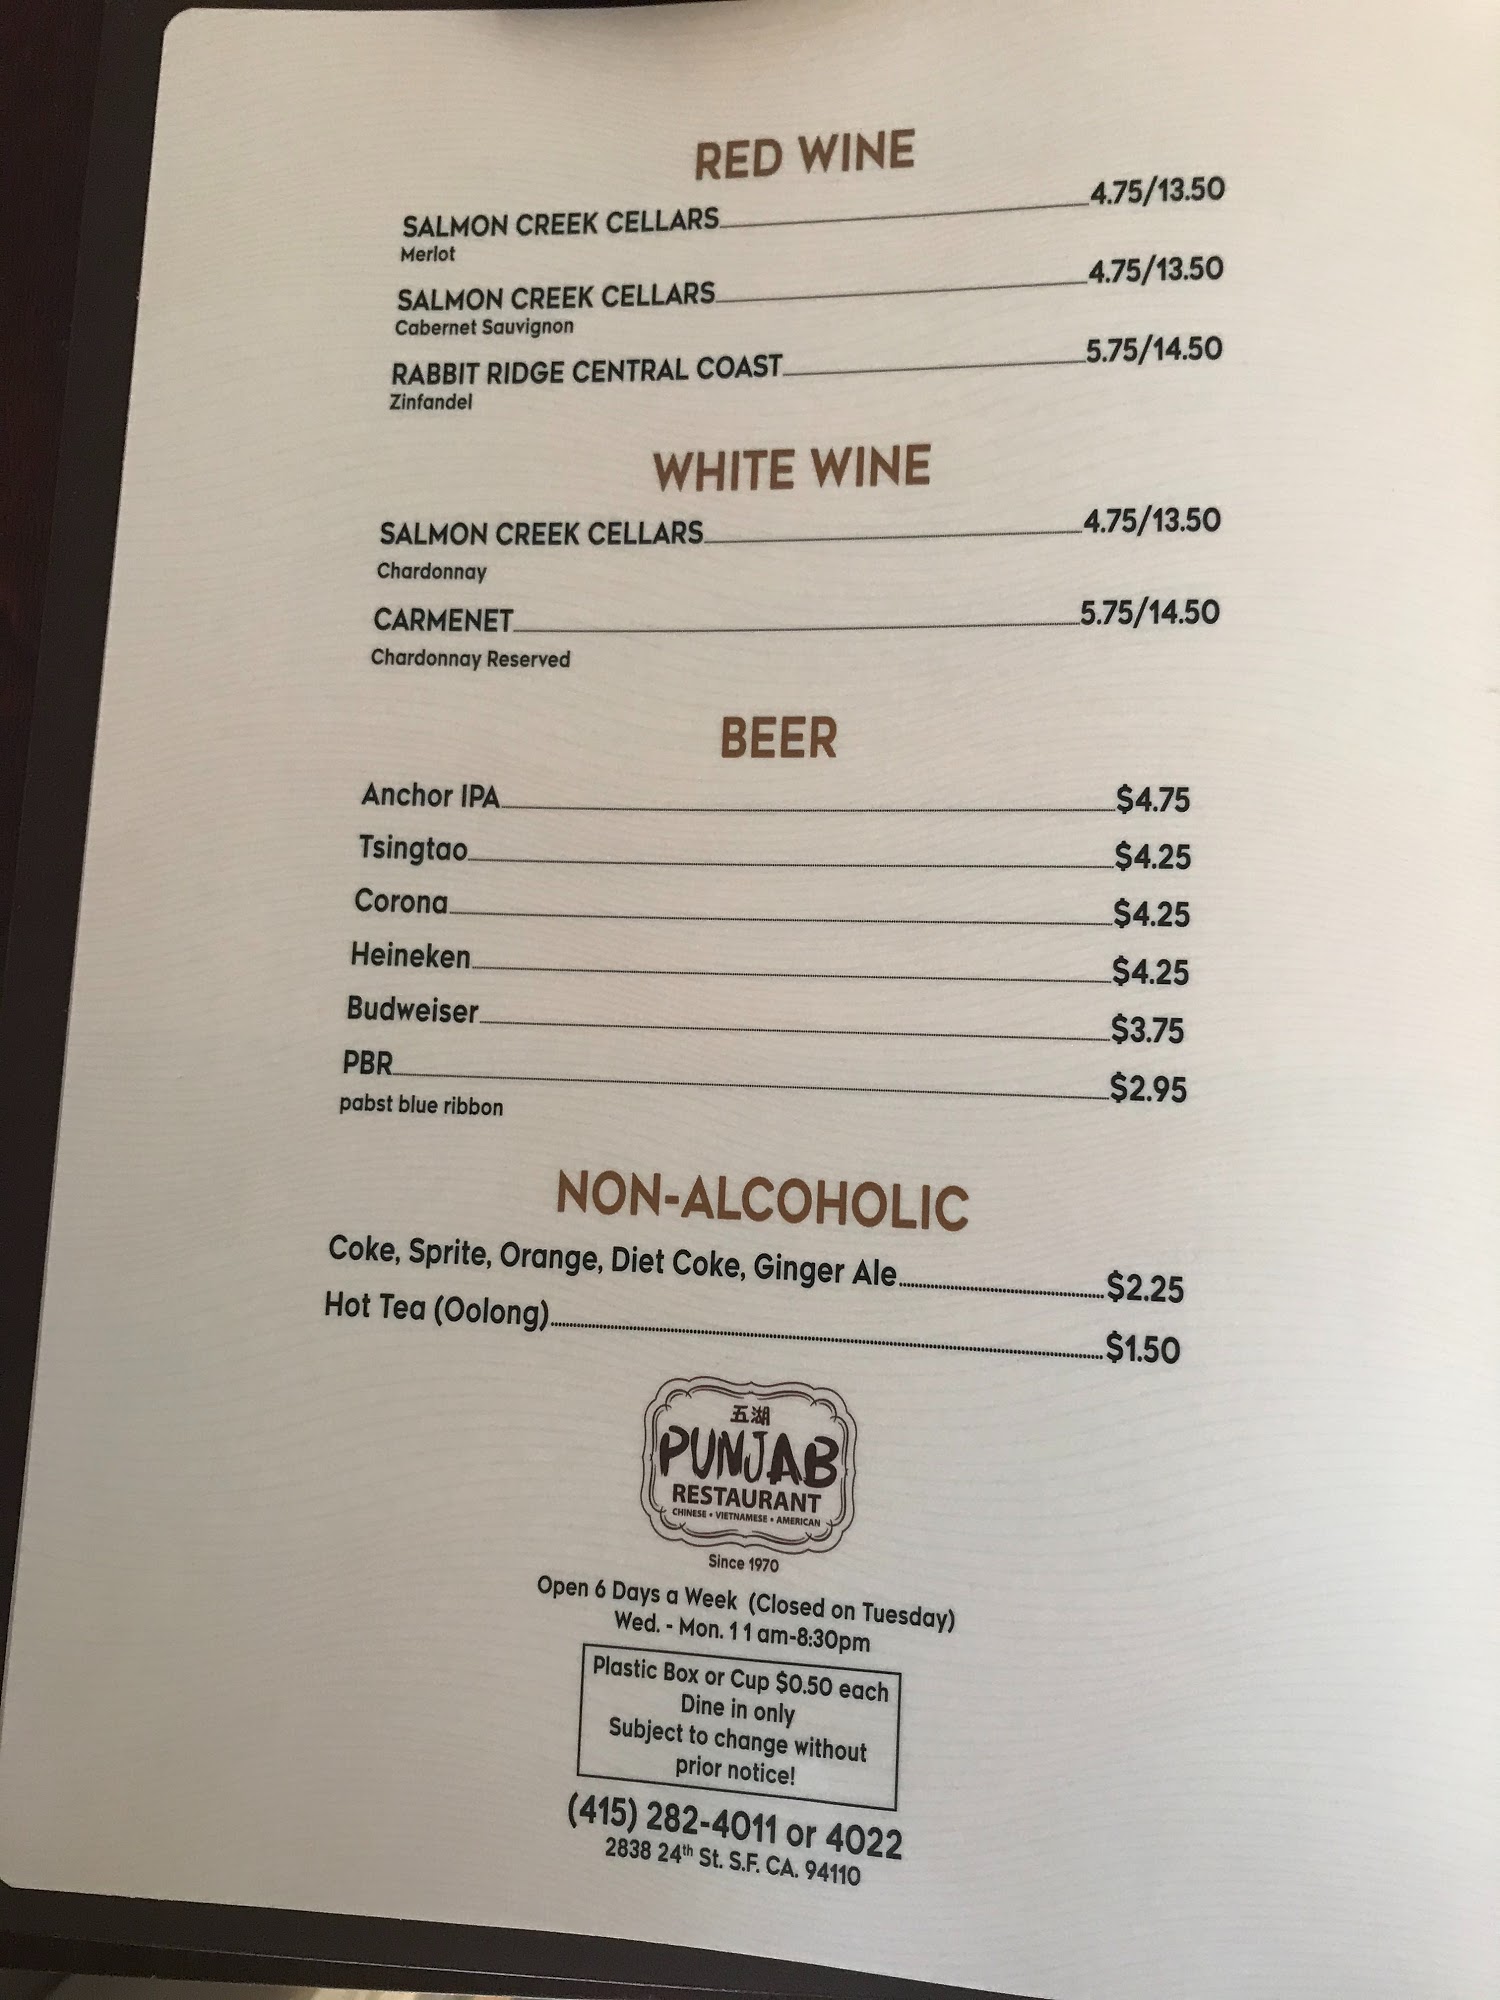 RED WINE
SALMON CREEK CELLARS 4.75/13.50
Merlot
SALMON CREEK CELLARS 4.75/13.50
Cabernet Sauvignon
RABBIT RIDGE CENTRAL COAST 5.75/14.50
Zinfandel
WHITE WINE
SALMON CREEK CELLARS 4.75/13.50
Chardonnay
CARMENET 5.75/14.50
Chardonnay Reserved
BEER
Anchor IPA $4.75
Tsingtao $4.25
Corona $4.25
Heineken $4.25
Budweiser $3.75
PBR $2.95
pabst blue ribbon
NON-ALCOHOLIC
Coke, Sprite, Orange, Diet Coke, Ginger Ale $2.25
Hot Tea (Oolong) $1.50
五湖
PUNJAB
RESTAURANT
CHINESE • VIETNAMESE • AMERICAN
Since 1970
Open 6 Days a Week (Closed on Tuesday)
Wed. - Mon. 11am-8:30pm
Plastic Box or Cup $0.50 each
Dine in only
Subject to change without
prior notice!
(415) 282-4011 or 4022
2838 24th St. S.F. CA. 94110